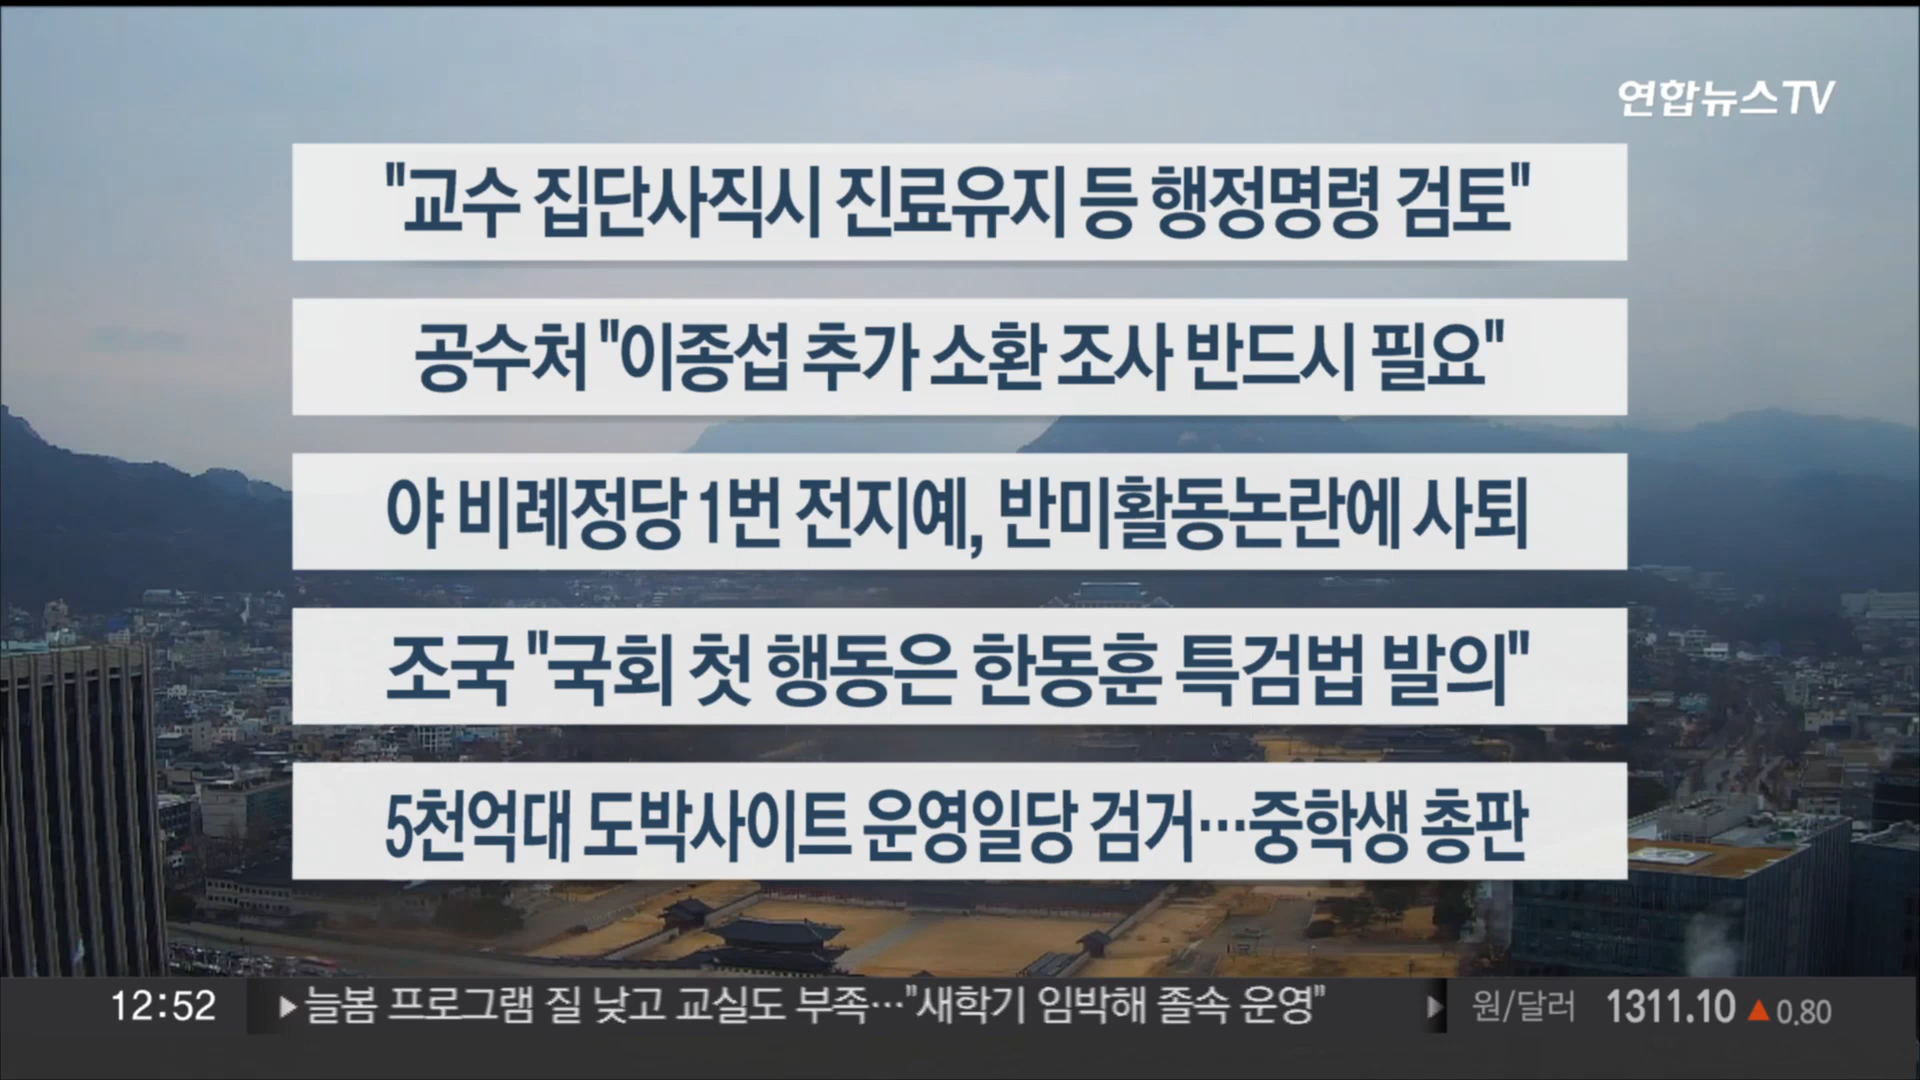 연합뉴스TV
"교수 집단사직시 진료유지 등 행정명령 검토"
공수처 "이종섭 추가 소환 조사 반드시 필요"
야 비례정당 1번 전지예, 반미활동논란에 사퇴
조국 "국회 첫 행동은 한동훈 특검법 발의"
5천억대 도박사이트 운영일당 검거…중학생 총판
12:52 ▶늘봄 프로그램 질 낮고 교실도 부족…"새학기 임박해 졸속 운영" ▶ 원/달러 1311.10 ▲0.80